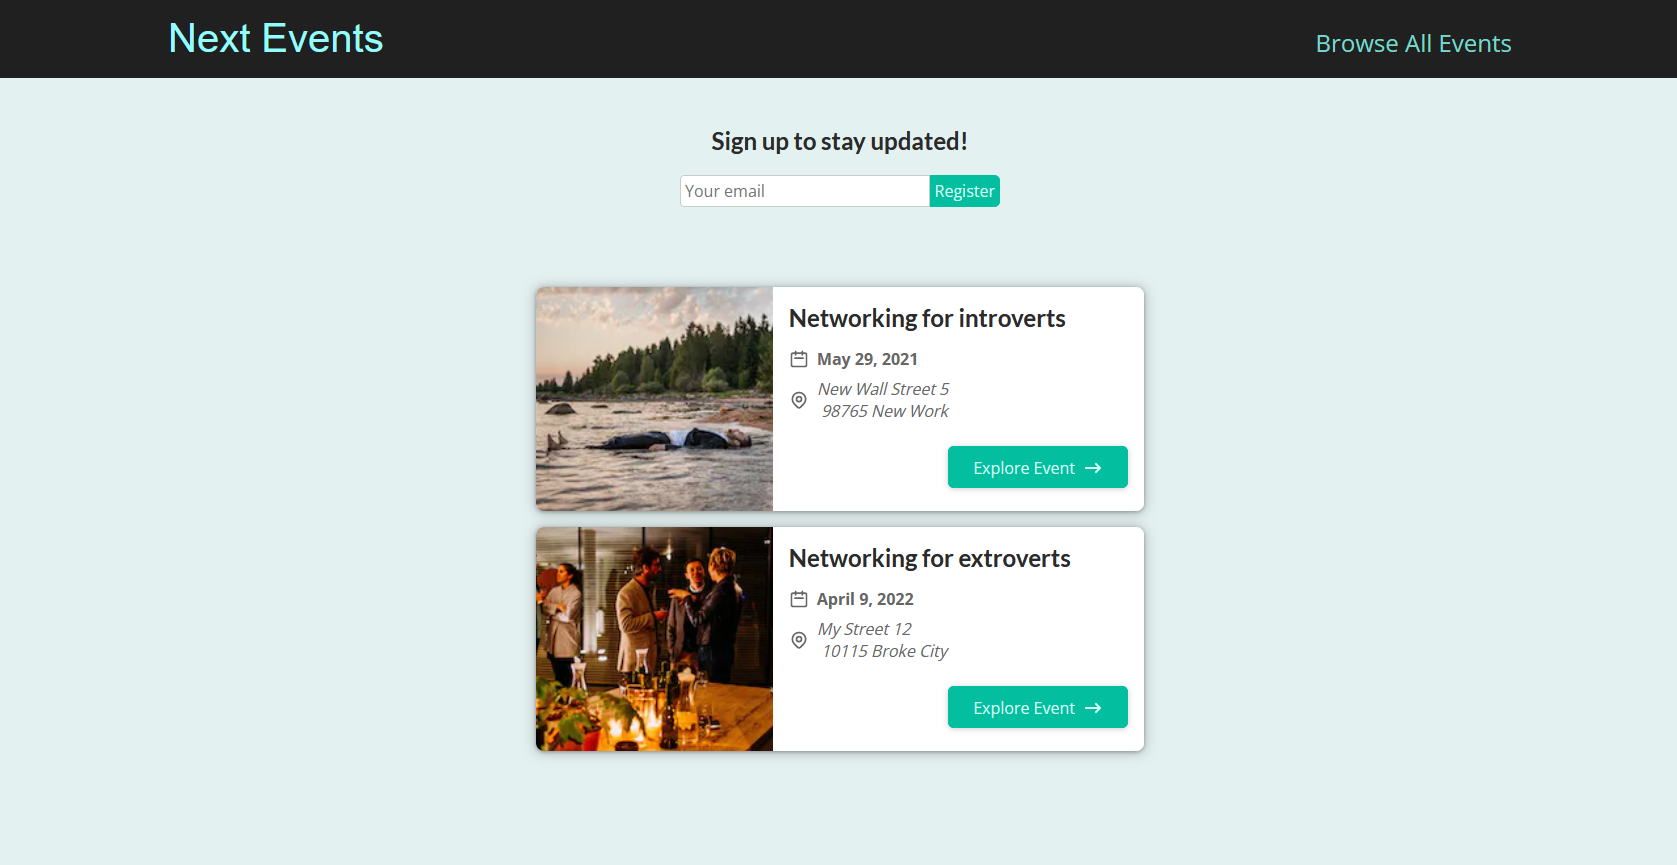 Next Events
Browse All Events
Sign up to stay updated!
Your email
Register
Networking for introverts
May 29, 2021
New Wall Street 5
98765 New Work
Explore Event
Networking for extroverts
April 9, 2022
My Street 12
10115 Broke City
Explore Event